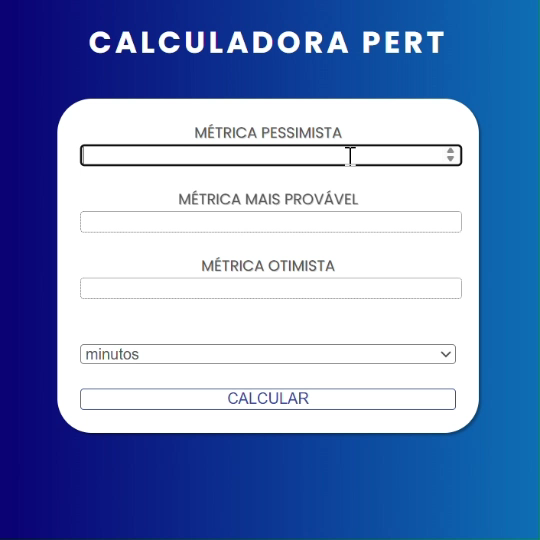 CALCULADORA PERT
MÉTRICA PESSIMISTA
MÉTRICA MAIS PROVÁVEL
MÉTRICA OTIMISTA
minutos
CALCULAR